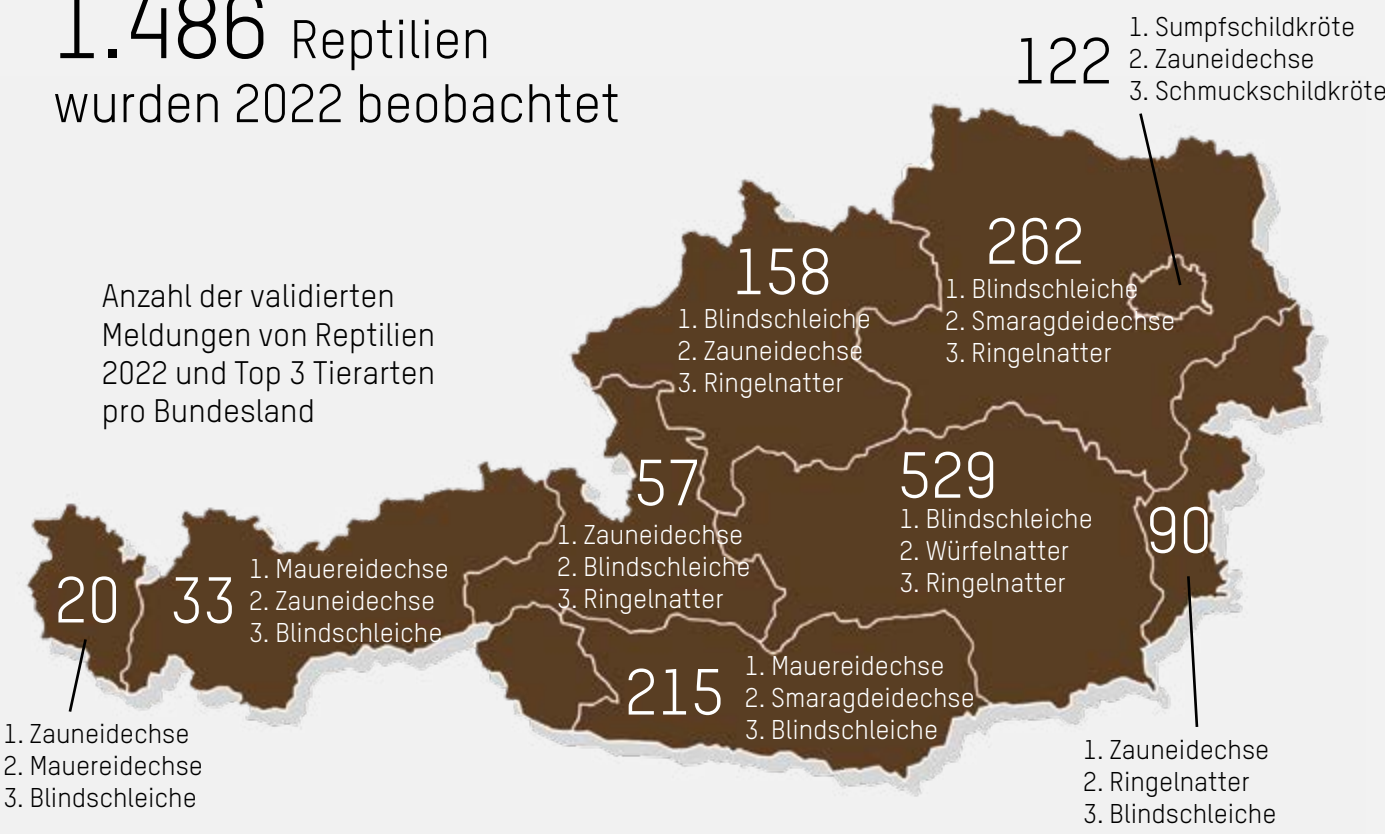 1.486 Reptilien
wurden 2022 beobachtet
122
1. Sumpfschildkröte
2. Zauneidechse
3. Schmuckschildkröte
Anzahl der validierten
Meldungen von Reptilien
2022 und Top 3 Tierarten
pro Bundesland
158
1. Blindschleiche
2. Zauneidechse
3. Ringelnatter
262
1. Blindschleiche
2. Smaragdeidechse
3. Ringelnatter
57
1. Zauneidechse
2. Blindschleiche
3. Ringelnatter
529
1. Blindschleiche
2. Würfelnatter
3. Ringelnatter
90
1. Zauneidechse
2. Ringelnatter
3. Blindschleiche
20
1. Zauneidechse
2. Mauereidechse
3. Blindschleiche
33
1. Mauereidechse
2. Zauneidechse
3. Blindschleiche
215
1. Mauereidechse
2. Smaragdeidechse
3. Blindschleiche